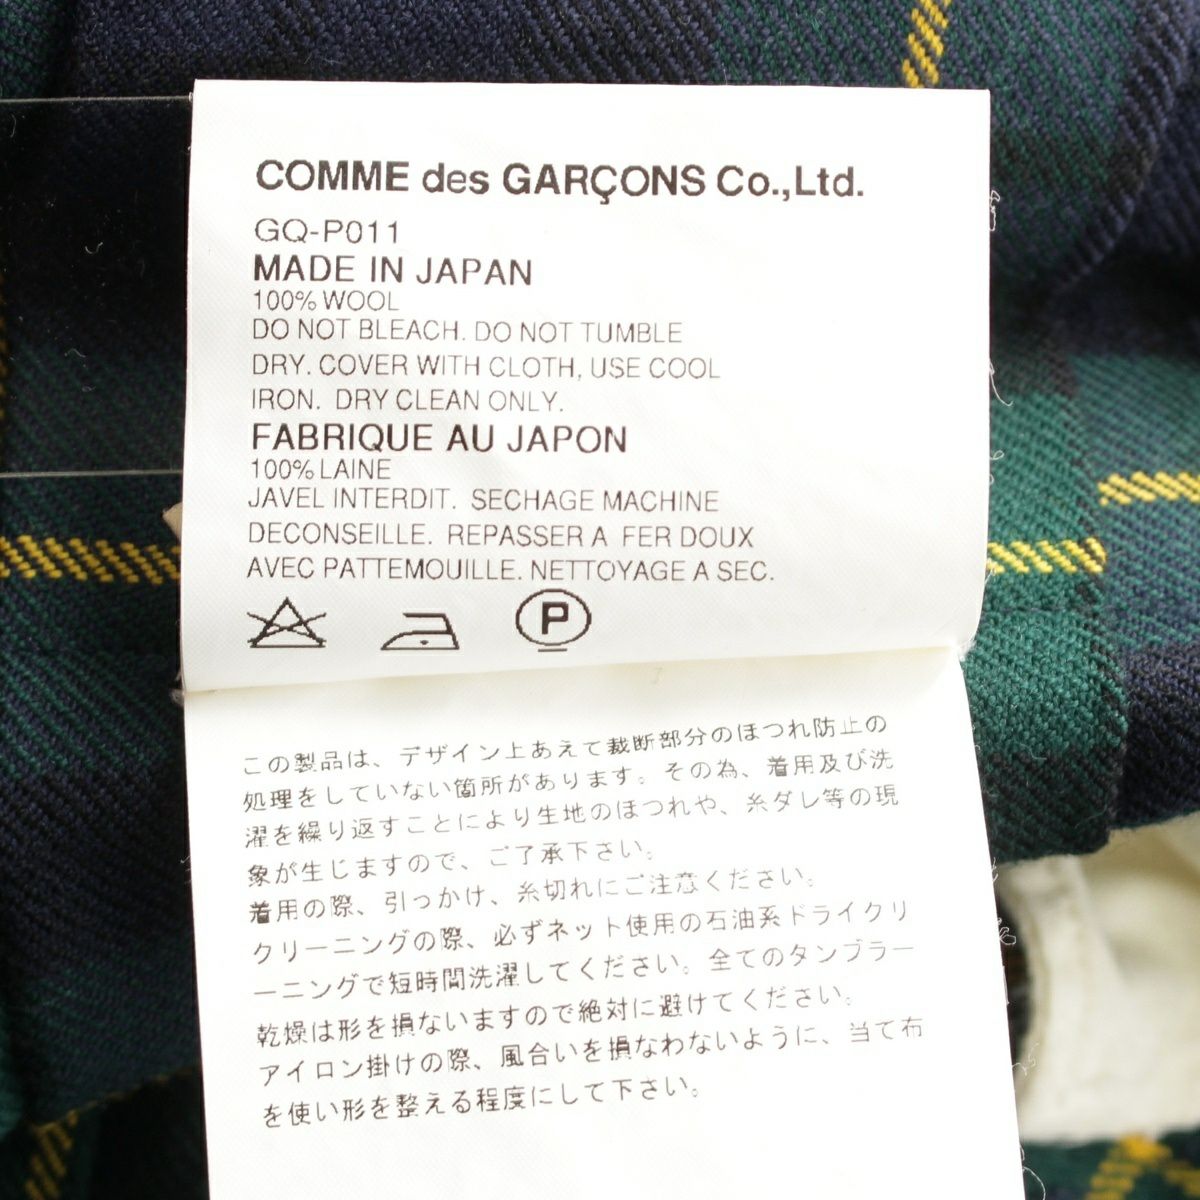 COMME des GARÇONS Co.,Ltd.
GQ-P011
MADE IN JAPAN
100% WOOL
DO NOT BLEACH. DO NOT TUMBLE
DRY. COVER WITH CLOTH, USE COOL
IRON. DRY CLEAN ONLY.
FABRIQUE AU JAPON
100% LAINE
JAVEL INTERDIT. SECHAGE MACHINE
DECONSEILLE. REPASSER A FER DOUX
AVEC PATTEMOUILLE. NETTOYAGE A SEC.
P
この製品は、デザイン上あえて裁断部分のほつれ防止の
処理をしていない箇所があります。その為、着用及び洗
濯を繰り返すことにより生地のほつれや、糸ダレ等の現
象が生じますので、ご了承下さい。
着用の際、引っかけ、糸切れにご注意ください。
クリーニングの際、必ずネット使用の石油系ドライクリ
ーニングで短時間洗濯してください。全てのタンブラー
乾燥は形を損ないますので絶対に避けてください。
アイロン掛けの際、風合いを損なわないように、当て布
を使い形を整える程度にして下さい。